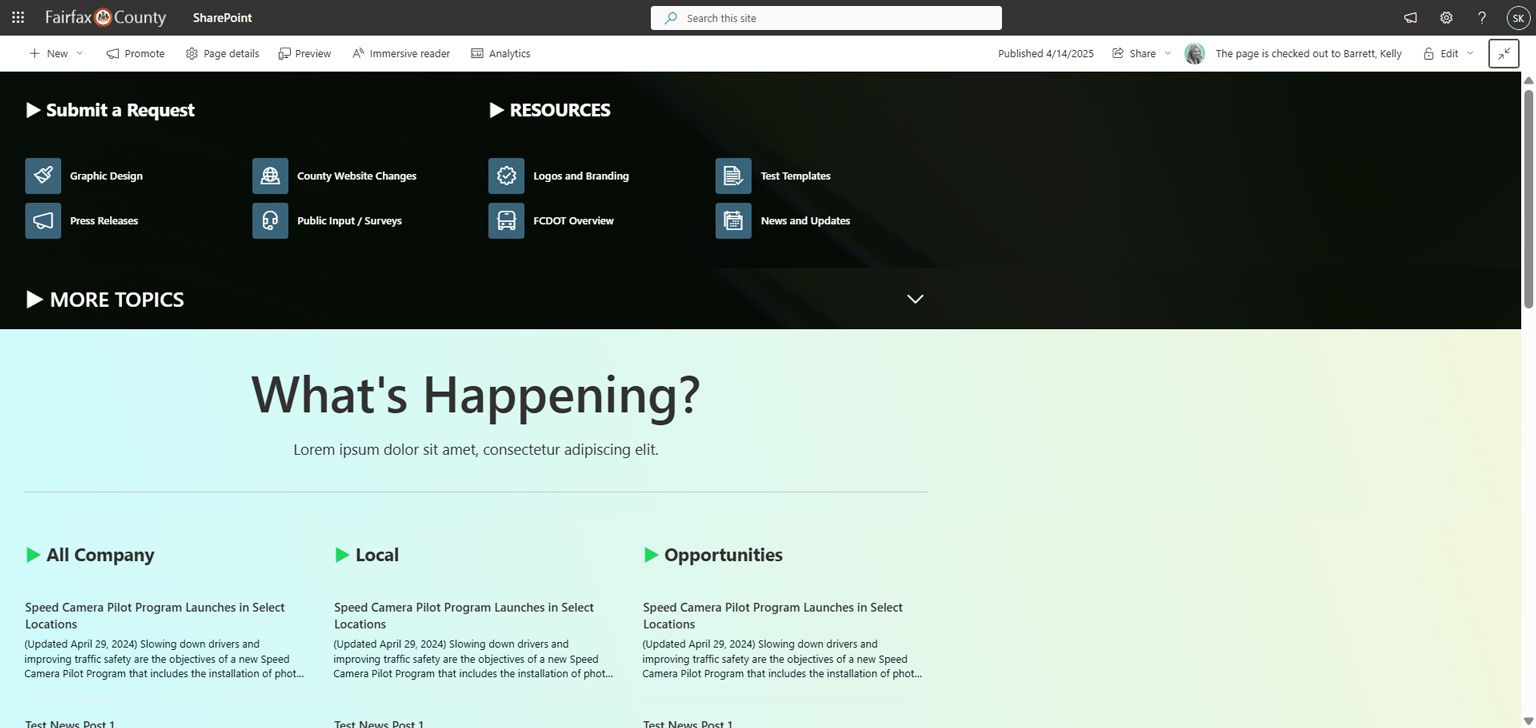 Fairfax County SharePoint Search this site ? SK
New Promote Page details Preview Immersive reader Analytics Published 4/14/2025 Share The page is checked out to Barrett, Kelly Edit
Submit a Request RESOURCES
Graphic Design County Website Changes Logos and Branding Test Templates
Press Releases Public Input / Surveys FCDOT Overview News and Updates
MORE TOPICS
What's Happening?
Lorem ipsum dolor sit amet, consectetur adipiscing elit.
All Company
Speed Camera Pilot Program Launches in Select
Locations
(Updated April 29, 2024) Slowing down drivers and
improving traffic safety are the objectives of a new Speed
Camera Pilot Program that includes the installation of phot...
Test News Post 1
Local
Speed Camera Pilot Program Launches in Select
Locations
(Updated April 29, 2024) Slowing down drivers and
improving traffic safety are the objectives of a new Speed
Camera Pilot Program that includes the installation of phot...
Test News Post 1
Opportunities
Speed Camera Pilot Program Launches in Select
Locations
(Updated April 29, 2024) Slowing down drivers and
improving traffic safety are the objectives of a new Speed
Camera Pilot Program that includes the installation of phot...
Test News Post 1